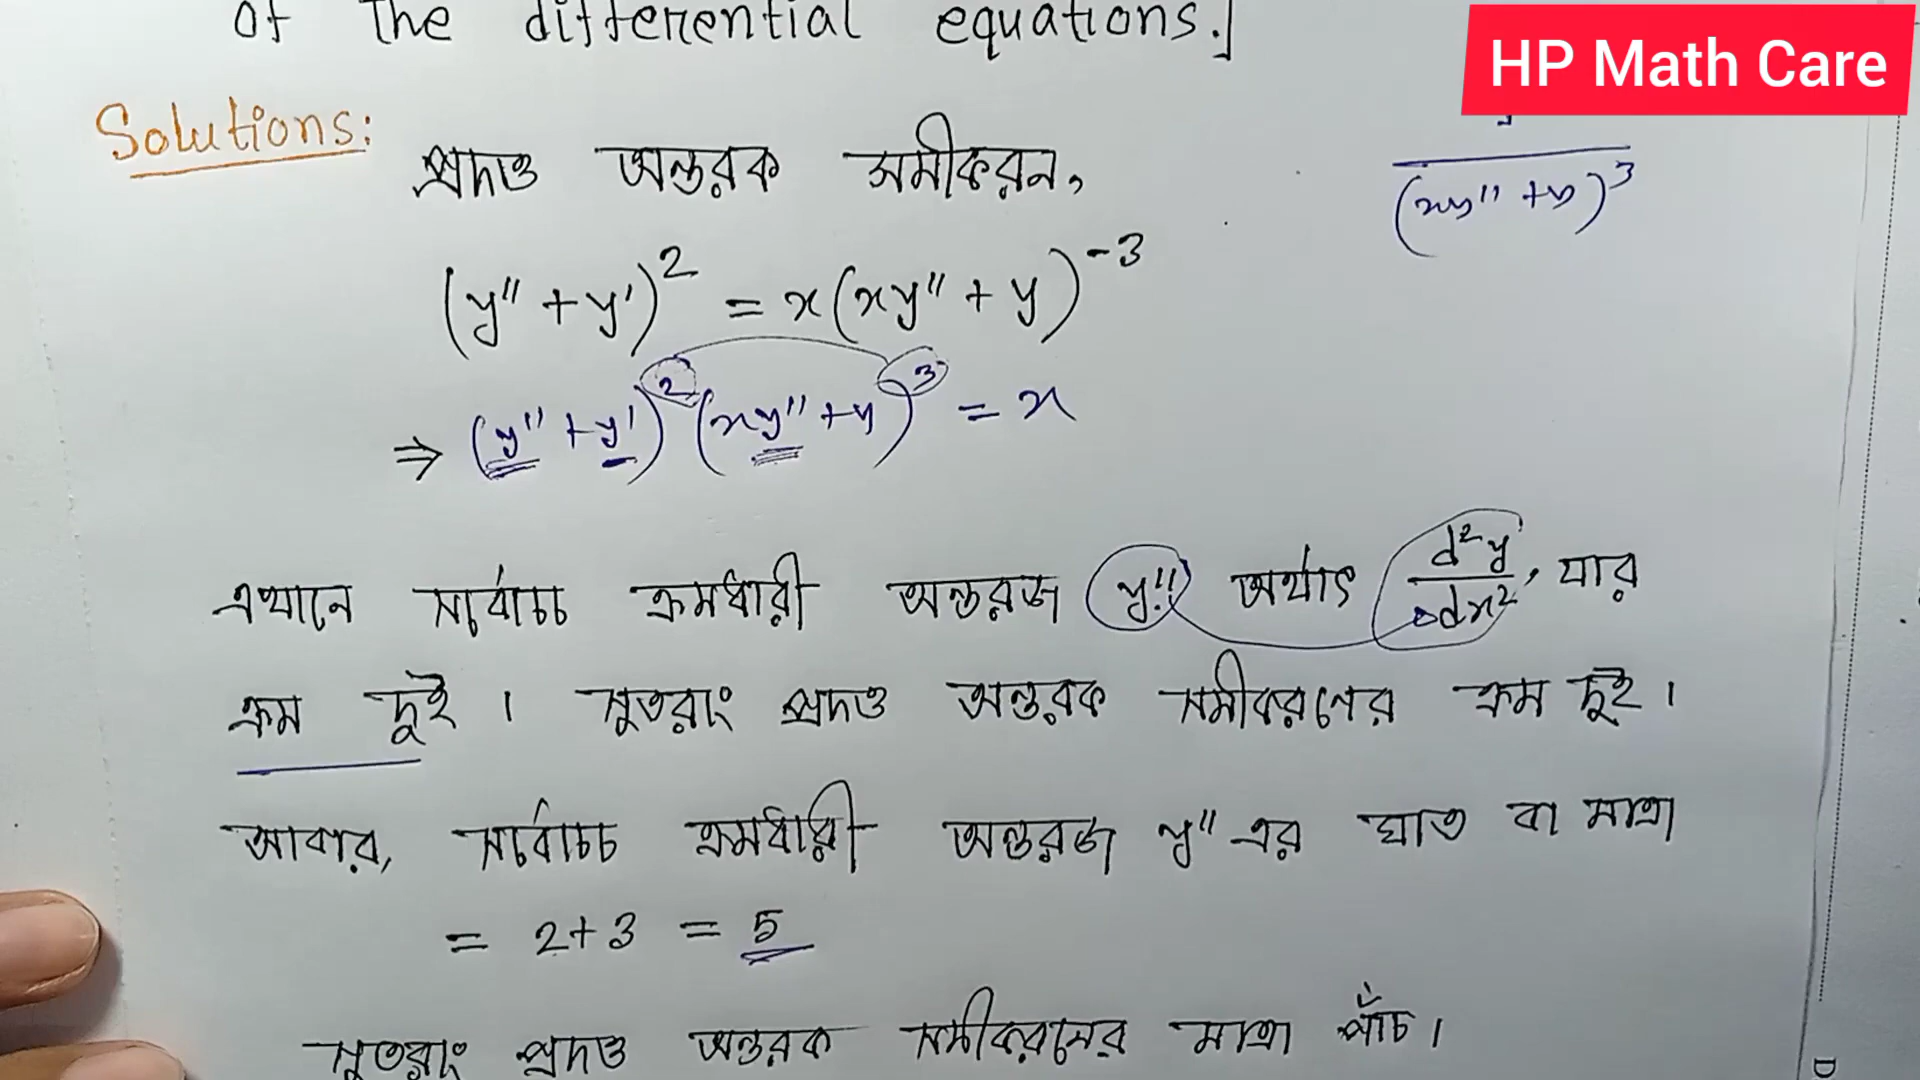 of the differential equations.]
HP Math Care
Solutions:
প্রদত্ত অন্তরক সমীকরন,
(xy'' + y)³
(y'' + y')² = x(xy'' + y)⁻³
⇒ (y'' + y')² (xy'' + y)³ = x
এখানে সর্বোচ্চ ক্রমধারী অন্তরজ y'' অর্থাৎ d²y/dx², যার
ক্রম দুই। সুতরাং প্রদত্ত অন্তরক সমীকরণের ক্রম দুই।
আবার, সর্বোচ্চ ক্রমধারী অন্তরজ y'' এর ঘাত বা মাত্রা
= 2+3 = 5
সুতরাং প্রদত্ত অন্তরক সমীকরনের মাত্রা পাঁচ।